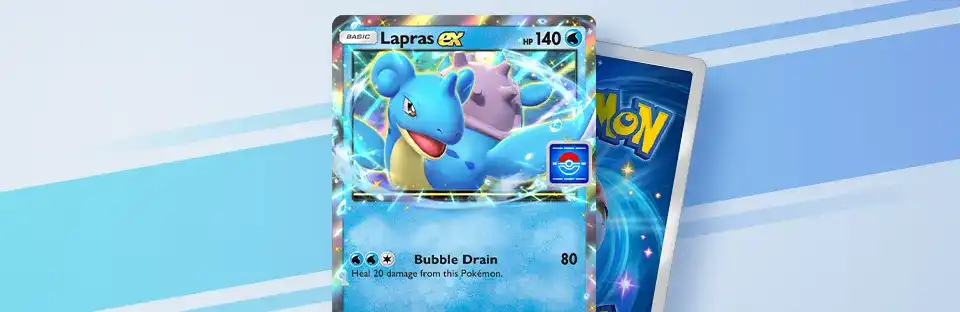 BASIC Lapras ex HP 140
MON
Bubble Drain 80
Heal 20 damage from this Pokémon.